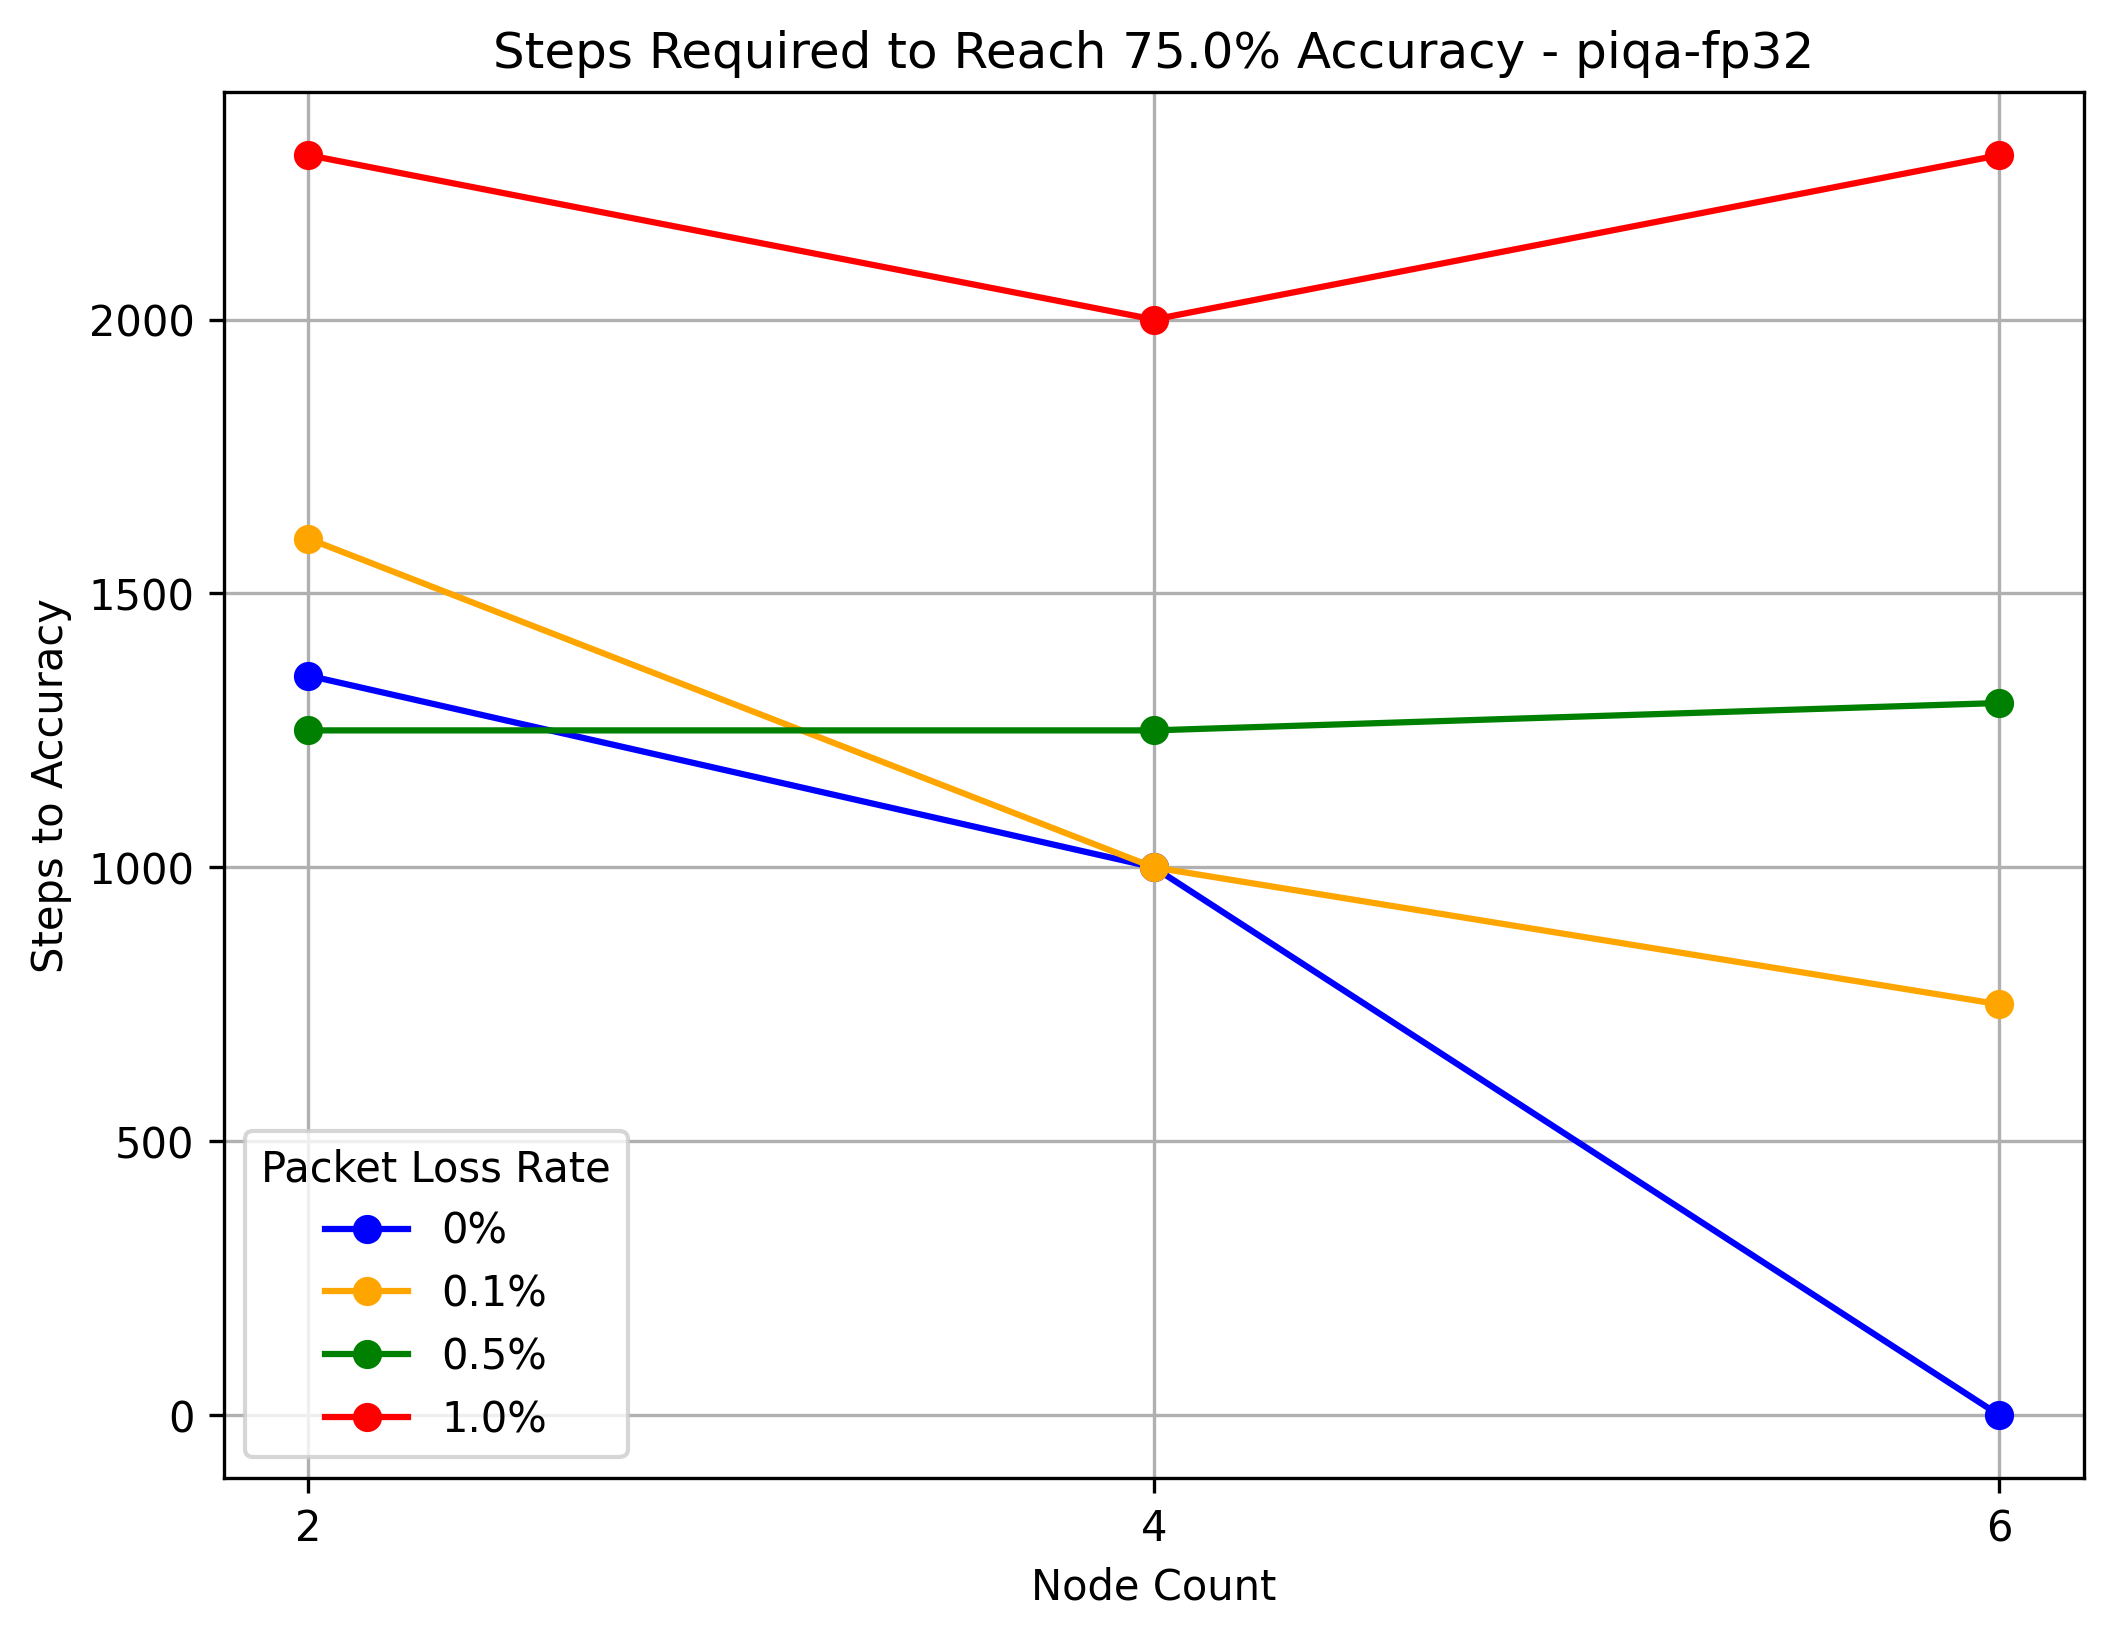 Steps Required to Reach 75.0% Accuracy - piqa-fp32
Steps to Accuracy
2000
1500
1000
500
0
Packet Loss Rate
0%
0.1%
0.5%
1.0%
2 4 6
Node Count